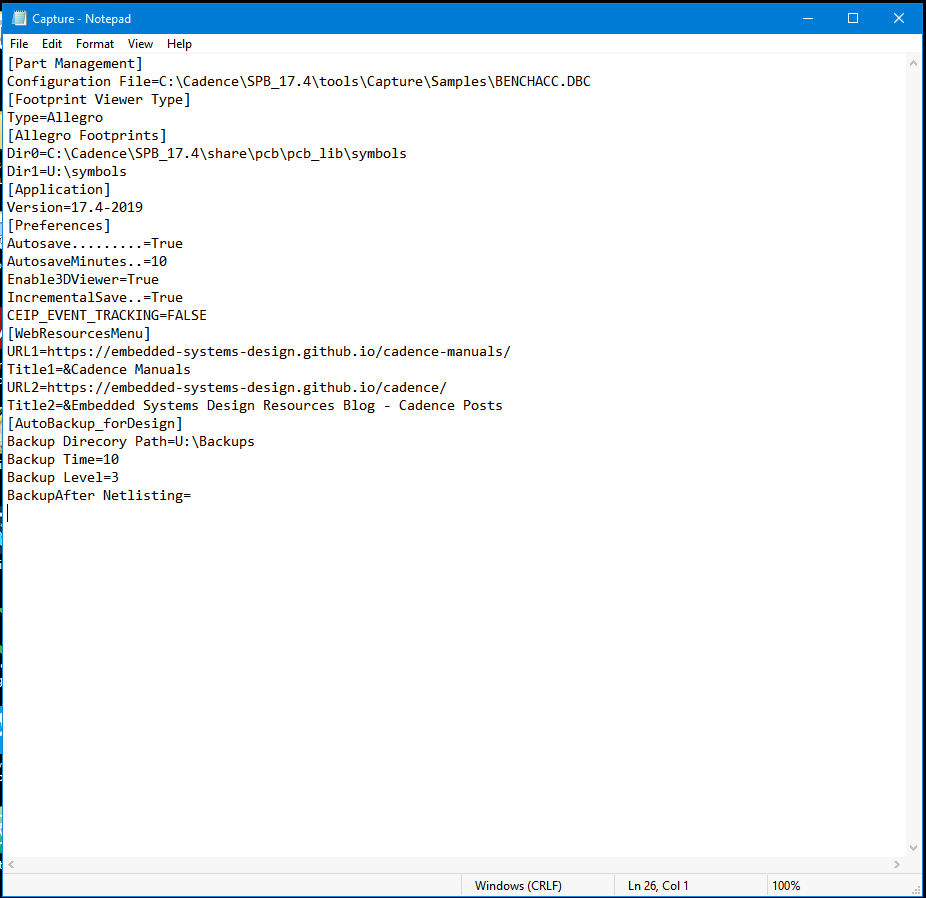 Capture - Notepad
File Edit Format View Help
[Part Management]
Configuration File=C:\Cadence\SPB_17.4\tools\Capture\Samples\BENCHACC.DBC
[Footprint Viewer Type]
Type=Allegro
[Allegro Footprints]
Dir0=C:\Cadence\SPB_17.4\share\pcb\pcb_lib\symbols
Dir1=U:\symbols
[Application]
Version=17.4-2019
[Preferences]
Autosave.........=True
AutosaveMinutes..=10
Enable3DViewer=True
IncrementalSave..=True
CEIP_EVENT_TRACKING=FALSE
[WebResourcesMenu]
URL1=https://embedded-systems-design.github.io/cadence-manuals/
Title1=&Cadence Manuals
URL2=https://embedded-systems-design.github.io/cadence/
Title2=&Embedded Systems Design Resources Blog - Cadence Posts
[AutoBackup_forDesign]
Backup Direcory Path=U:\Backups
Backup Time=10
Backup Level=3
BackupAfter Netlisting=
Windows (CRLF) Ln 26, Col 1 100%